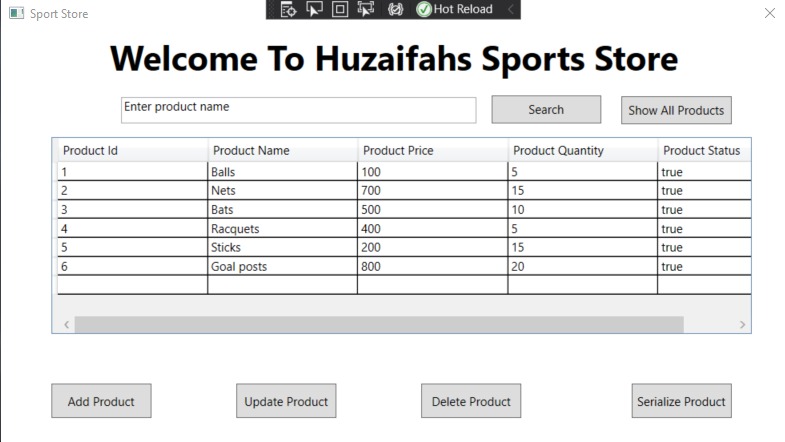 Sport Store
Hot Reload
Welcome To Huzaifahs Sports Store
Enter product name
Search
Show All Products
Product Id Product Name Product Price Product Quantity Product Status
1 Balls 100 5 true
2 Nets 700 15 true
3 Bats 500 10 true
4 Racquets 400 5 true
5 Sticks 200 15 true
6 Goal posts 800 20 true
Add Product
Update Product
Delete Product
Serialize Product